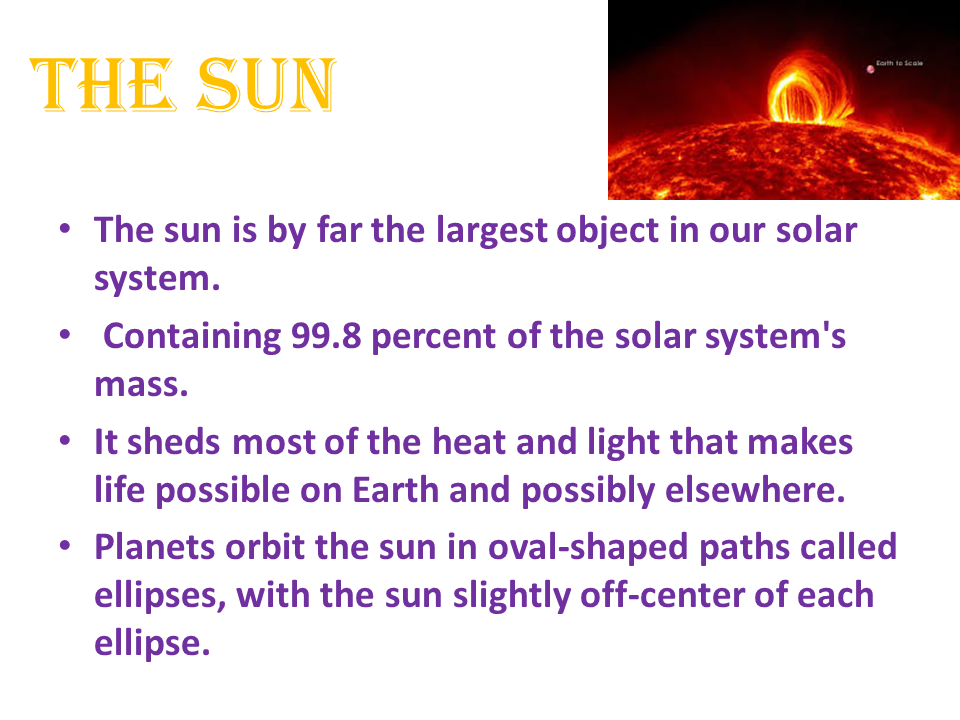 THE SUN
Earth to Scale
• The sun is by far the largest object in our solar
system.
• Containing 99.8 percent of the solar system's
mass.
• It sheds most of the heat and light that makes
life possible on Earth and possibly elsewhere.
• Planets orbit the sun in oval-shaped paths called
ellipses, with the sun slightly off-center of each
ellipse.